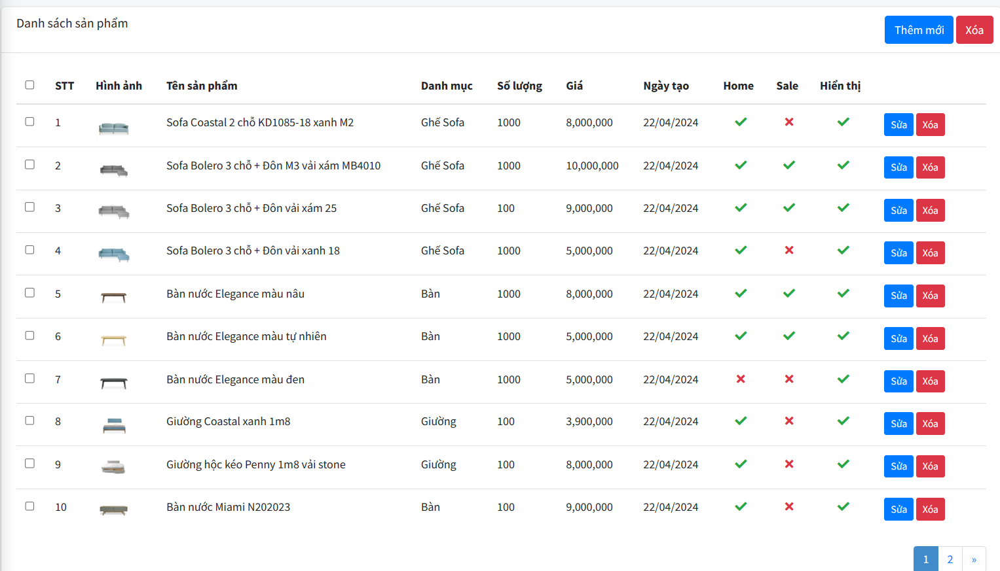 Danh sách sản phẩm
Thêm mới Xóa
STT Hình ảnh Tên sản phẩm Danh mục Số lượng Giá Ngày tạo Home Sale Hiển thị
1 Sofa Coastal 2 chỗ KD1085-18 xanh M2 Ghế Sofa 1000 8,000,000 22/04/2024 Sửa Xóa
2 Sofa Bolero 3 chỗ + Đôn M3 vải xám MB4010 Ghế Sofa 1000 10,000,000 22/04/2024 Sửa Xóa
3 Sofa Bolero 3 chỗ + Đôn vải xám 25 Ghế Sofa 100 9,000,000 22/04/2024 Sửa Xóa
4 Sofa Bolero 3 chỗ + Đôn vải xanh 18 Ghế Sofa 1000 5,000,000 22/04/2024 Sửa Xóa
5 Bàn nước Elegance màu nâu Bàn 1000 8,000,000 22/04/2024 Sửa Xóa
6 Bàn nước Elegance màu tự nhiên Bàn 1000 5,000,000 22/04/2024 Sửa Xóa
7 Bàn nước Elegance màu đen Bàn 1000 5,000,000 22/04/2024 Sửa Xóa
8 Giường Coastal xanh 1m8 Giường 100 3,900,000 22/04/2024 Sửa Xóa
9 Giường hộc kéo Penny 1m8 vải stone Giường 100 8,000,000 22/04/2024 Sửa Xóa
10 Bàn nước Miami N202023 Bàn 100 9,000,000 22/04/2024 Sửa Xóa
1 2 »